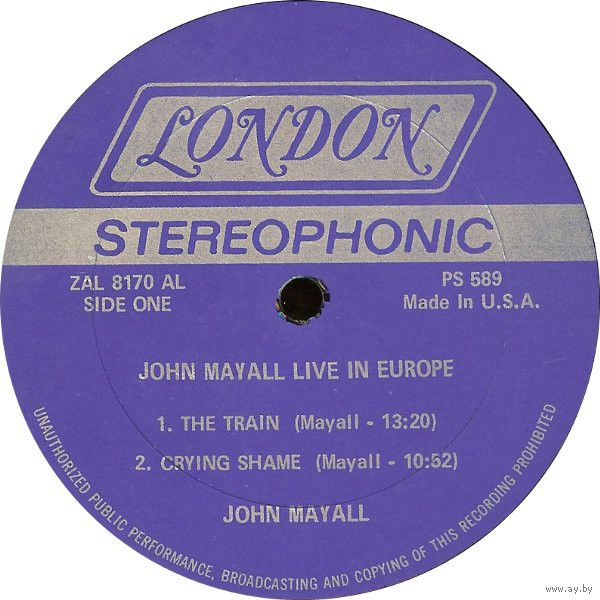 LONDON
STEREOPHONIC
ZAL 8170 AL
SIDE ONE
PS 589
Made In U.S.A.
JOHN MAYALL LIVE IN EUROPE
1. THE TRAIN (Mayall - 13:20)
2. CRYING SHAME (Mayall - 10:52)
JOHN MAYALL
UNAUTHORIZED PUBLIC PERFORMANCE, BROADCASTING AND COPYING OF THIS RECORDING PROHIBITED
www.ay.by